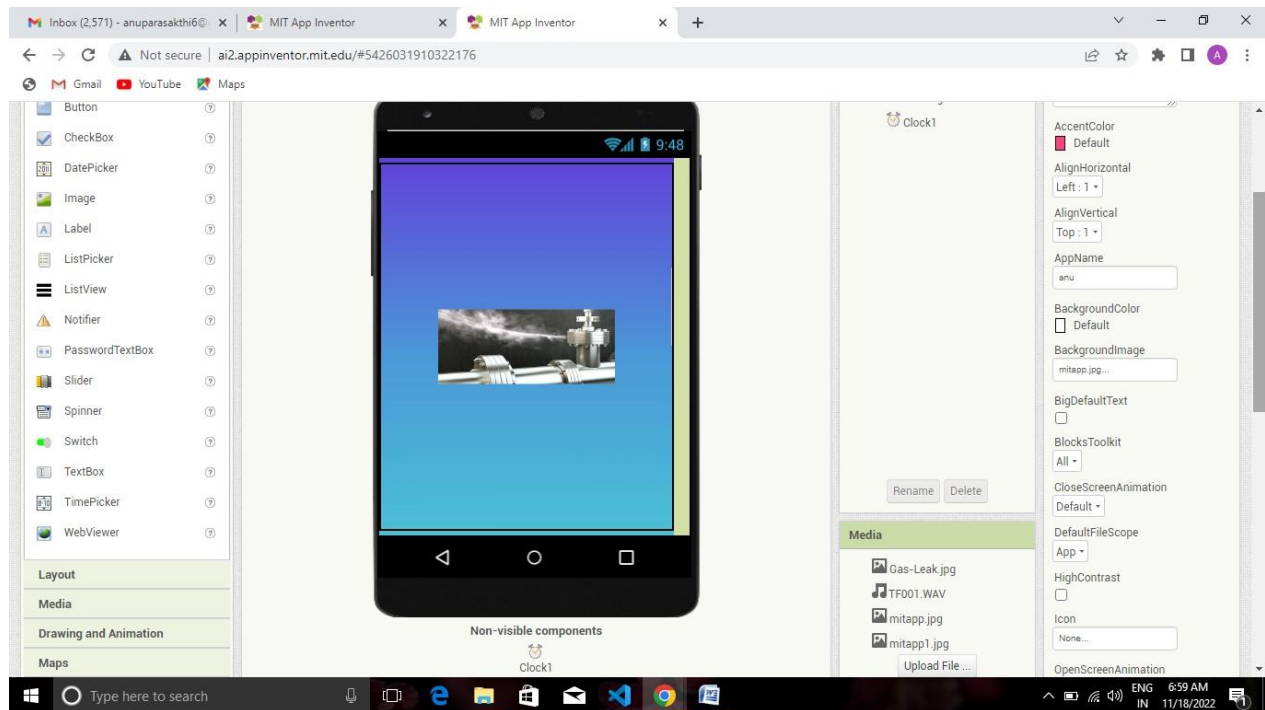 Inbox (2,571) - anuparasakthi6@
MIT App Inventor
MIT App Inventor
Not secure
ai2.appinventor.mit.edu/#5426031910322176
A
Gmail
YouTube
Maps
Button
CheckBox
DatePicker
Image
Label
ListPicker
ListView
Notifier
PasswordTextBox
Slider
Spinner
Switch
TextBox
TimePicker
WebViewer
Layout
Media
Drawing and Animation
Maps
9:48
Non-visible components
Clock1
Clock1
Rename
Delete
Media
Gas-Leak.jpg
TF001.WAV
mitapp.jpg
mitapp1.jpg
Upload File ...
AccentColor
Default
AlignHorizontal
Left : 1
AlignVertical
Top : 1
AppName
anu
BackgroundColor
Default
BackgroundImage
mitapp.jpg...
BigDefaultText
BlocksToolkit
All
CloseScreenAnimation
Default
DefaultFileScope
App
HighContrast
Icon
None...
OpenScreenAnimation
Type here to search
ENG
IN
6:59 AM
11/18/2022
1